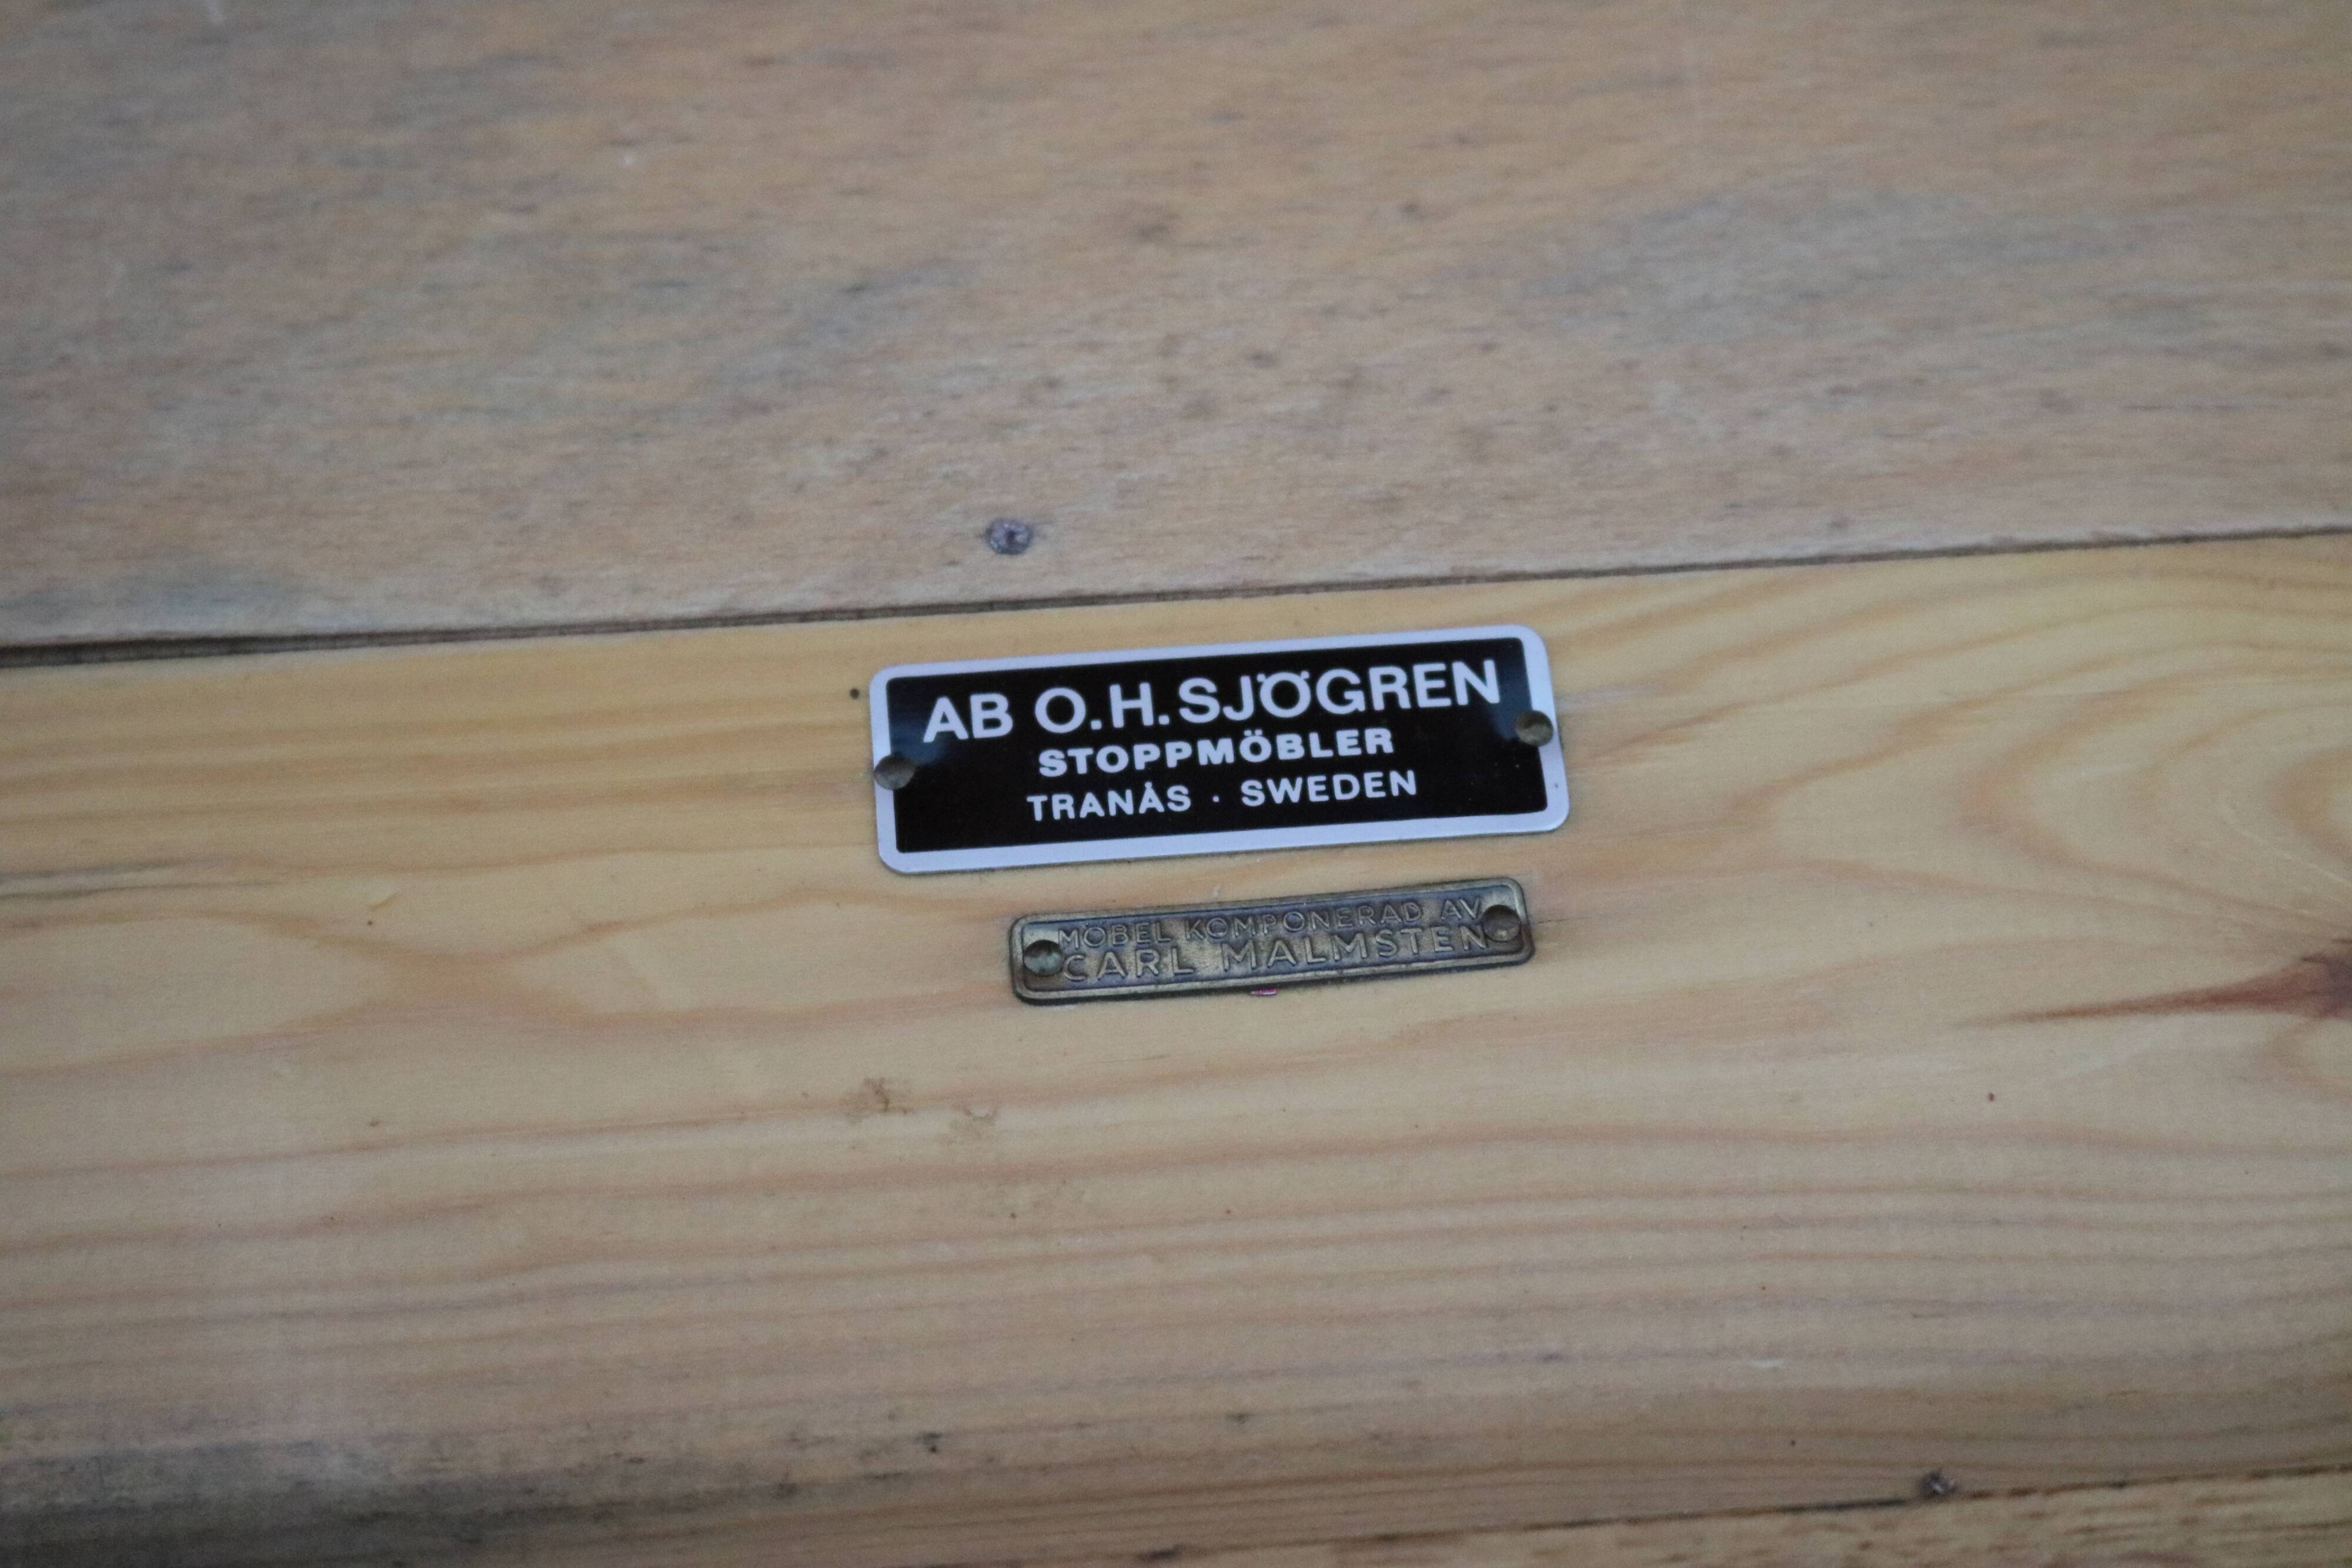 AB O.H. SJÖGREN
STOPPMÖBLER
TRANÅS · SWEDEN
MÖBEL KOMPONERAD AV
CARL MALMSTEN